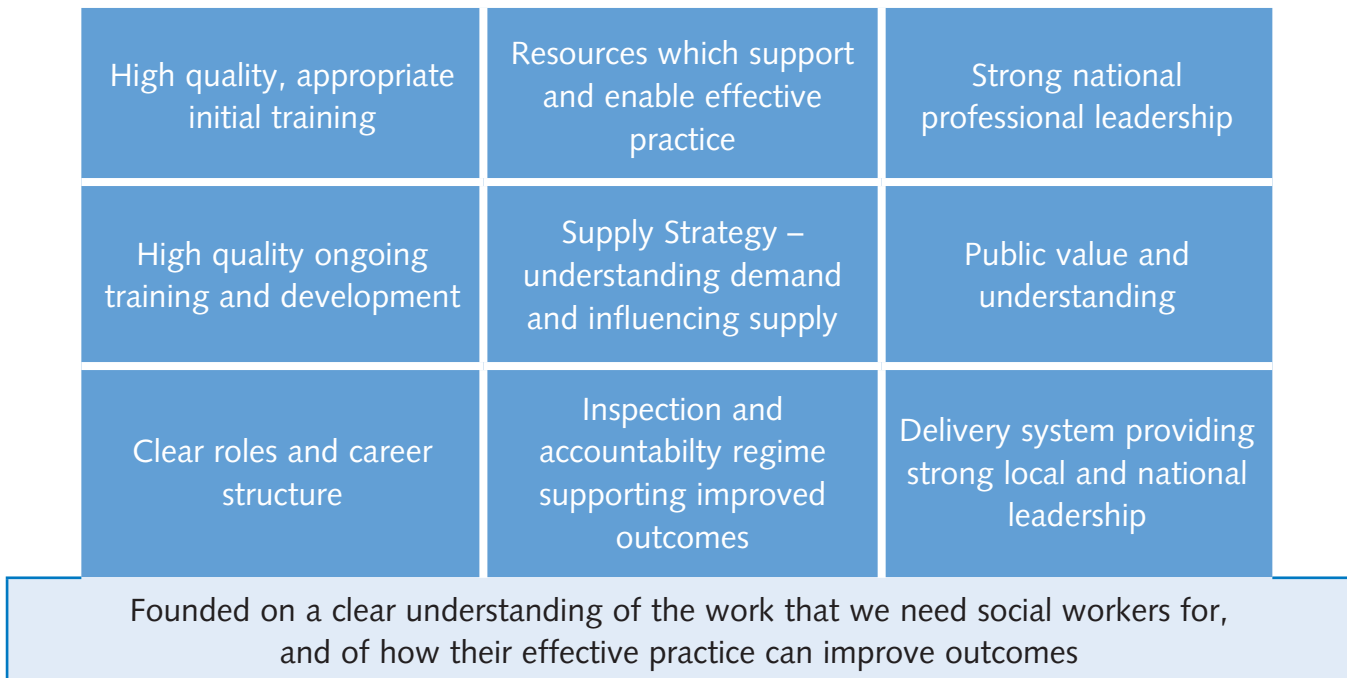 High quality, appropriate
initial training
Resources which support
and enable effective
practice
Strong national
professional leadership
High quality ongoing
training and development
Supply Strategy –
understanding demand
and influencing supply
Public value and
understanding
Clear roles and career
structure
Inspection and
accountabilty regime
supporting improved
outcomes
Delivery system providing
strong local and national
leadership
Founded on a clear understanding of the work that we need social workers for,
and of how their effective practice can improve outcomes